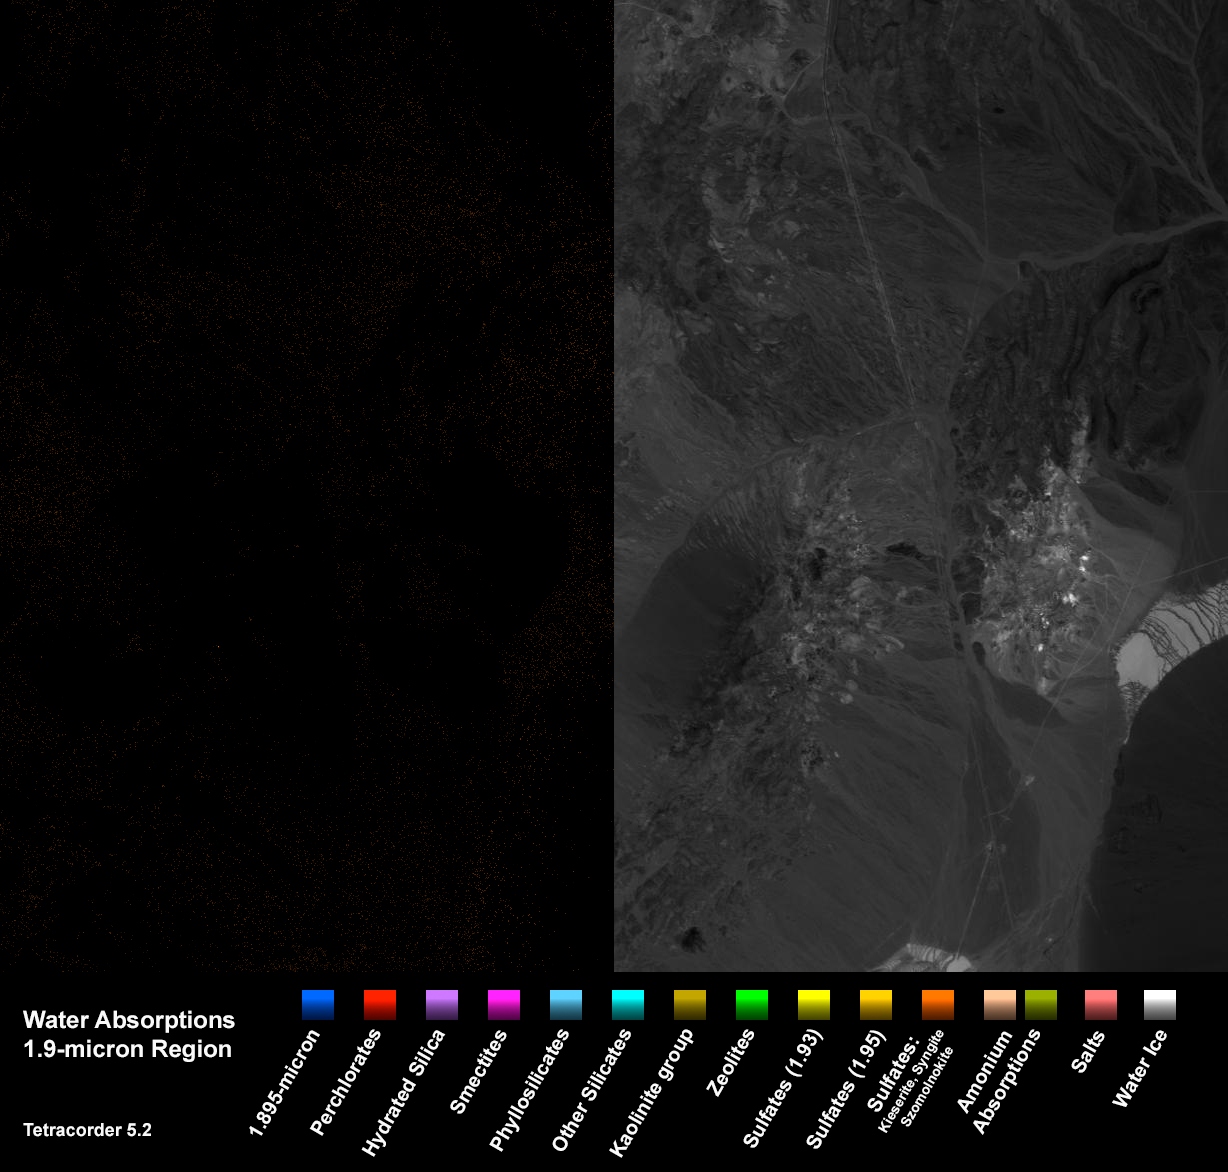 Water Absorptions
1.9-micron Region
Tetracorder 5.2
1.895-micron
Perchlorates
Hydrated Silica
Smectites
Phyllosilicates
Other Silicates
Kaolinite group
Zeolites
Sulfates (1.93)
Sulfates (1.95)
Sulfates:
Kieserite, Syngite
Szomolnokite
Amonium
Absorptions
Salts
Water Ice